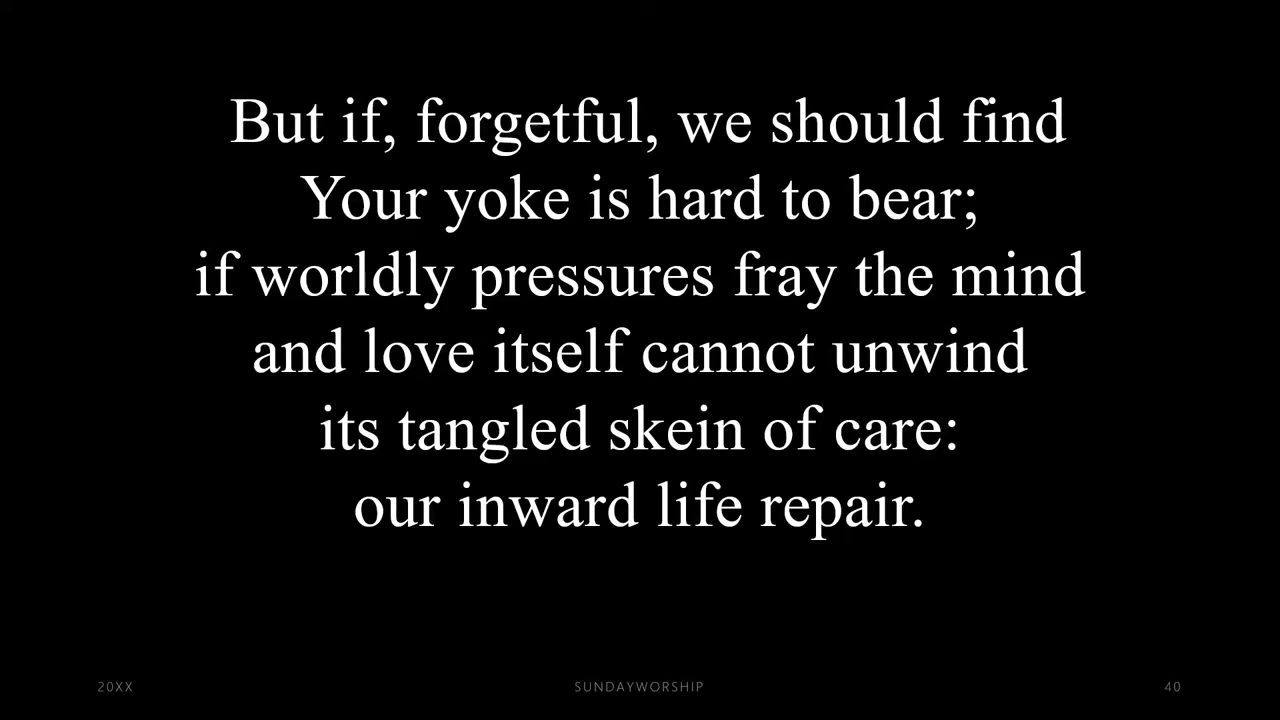 But if, forgetful, we should find
Your yoke is hard to bear;
if worldly pressures fray the mind
and love itself cannot unwind
its tangled skein of care:
our inward life repair.
20XX
SUNDAYWORSHIP
40